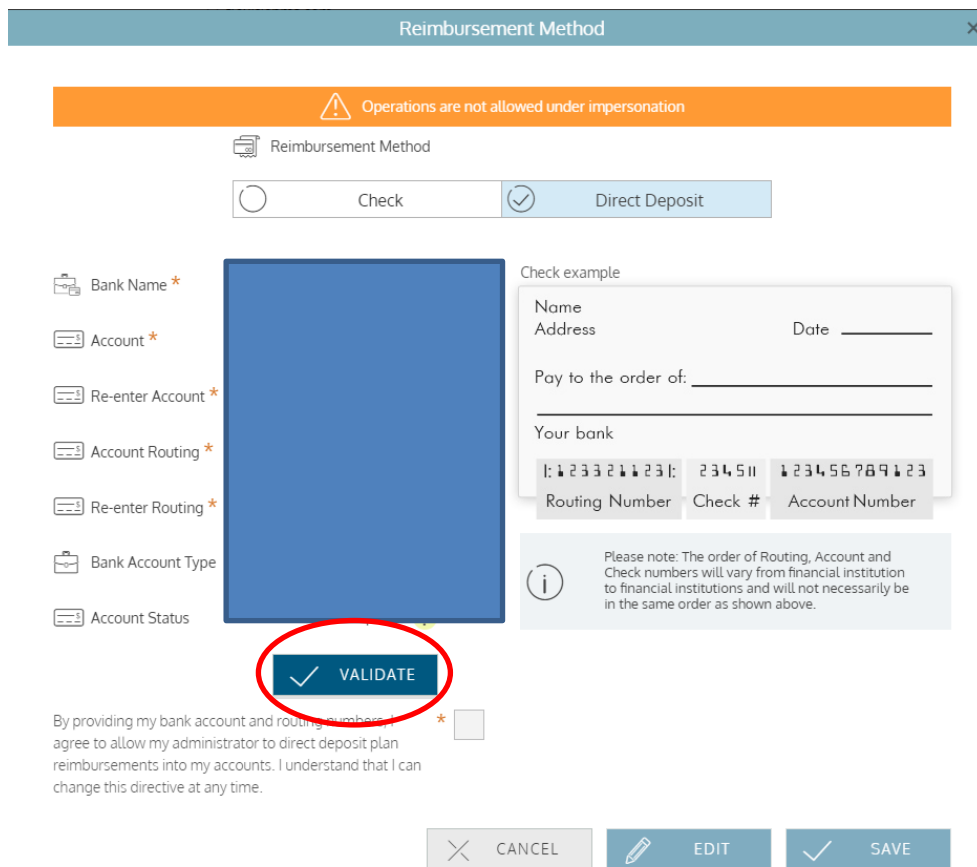 Reimbursement Method
Operations are not allowed under impersonation
Reimbursement Method
Check
Direct Deposit
Bank Name *
Account *
Re-enter Account *
Account Routing *
Re-enter Routing *
Bank Account Type
Account Status
Check example
Name
Address
Date
Pay to the order of:
Your bank
|:123321123|: 234511 123456789123
Routing Number Check # Account Number
Please note: The order of Routing, Account and
Check numbers will vary from financial institution
to financial institutions and will not necessarily be
in the same order as shown above.
VALIDATE
By providing my bank account and routing numbers, I *
agree to allow my administrator to direct deposit plan
reimbursements into my accounts. I understand that I can
change this directive at any time.
CANCEL
EDIT
SAVE